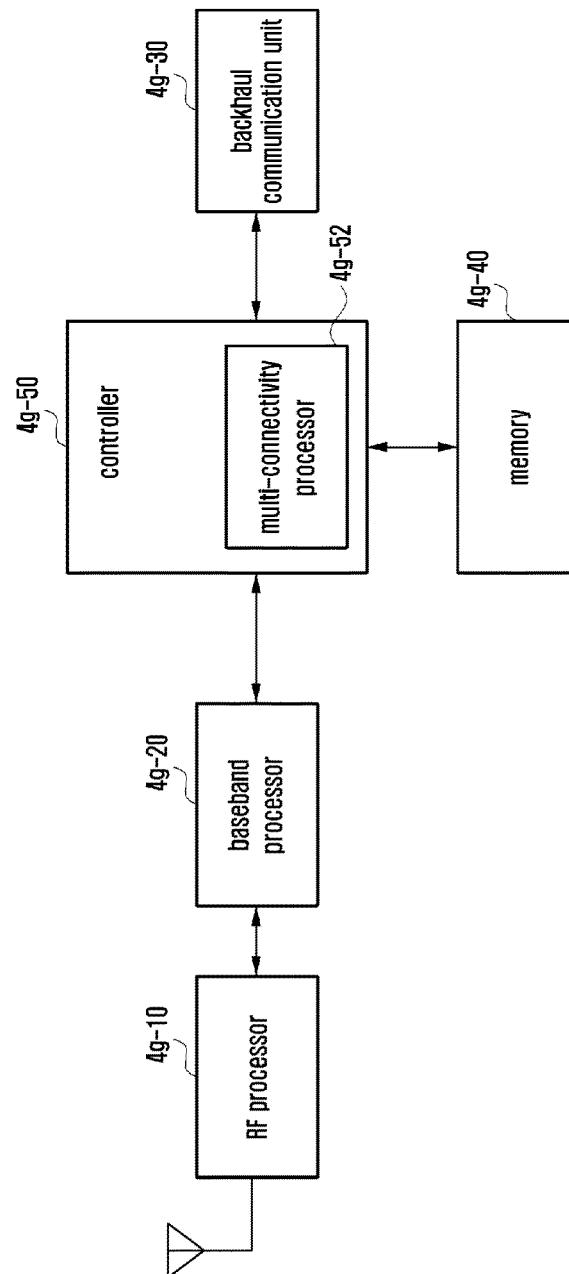 4g-10
RF processor
4g-20
baseband
processor
4g-50
controller
4g-52
multi-connectivity
processor
4g-30
backhaul
communication unit
4g-40
memory